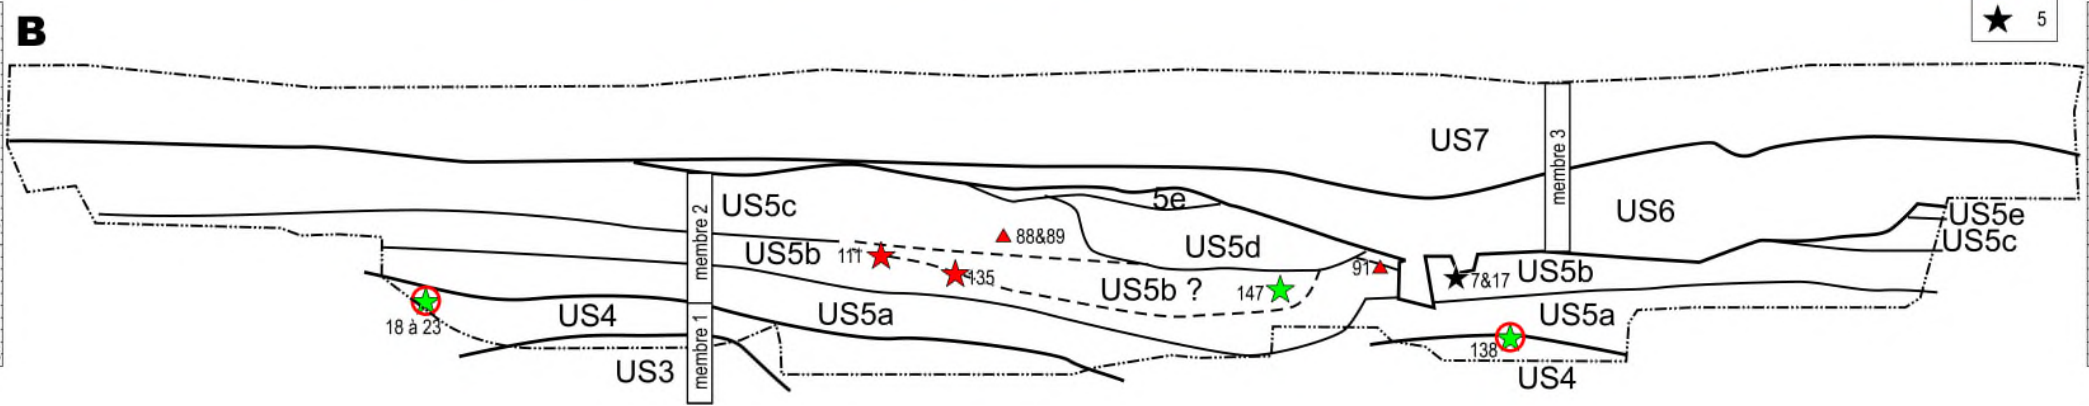 B
5
US7
membre 3
US5c
5e
US6
US5e
US5c
membre 2
US5b
111
88&89
135
US5d
91
US5b ?
147
7&17
US5b
18 à 23
US4
US5a
US5a
US3
membre 1
138
US4